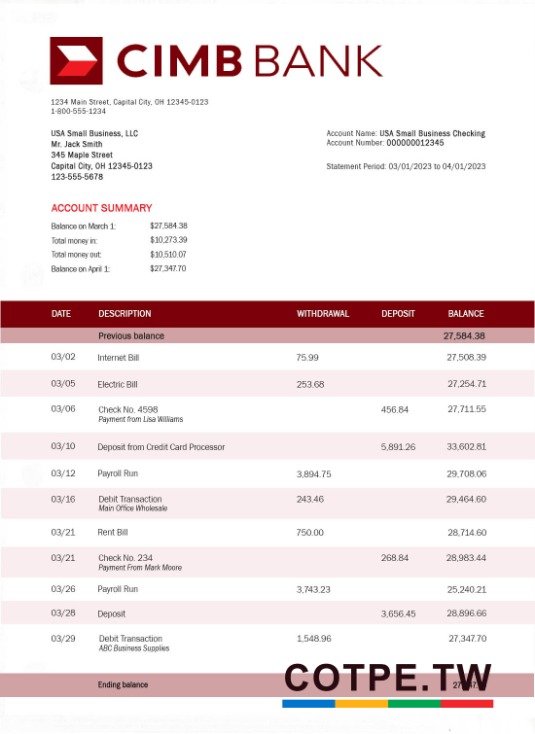 CIMB BANK
1234 Main Street, Capital City, OH 12345-0123
1-800-555-1234
USA Small Business, LLC
Mr. Jack Smith
345 Maple Street
Capital City, OH 12345-0123
123-555-5678
Account Name: USA Small Business Checking
Account Number: 000000012345
Statement Period: 03/01/2023 to 04/01/2023
ACCOUNT SUMMARY
Balance on March 1: $27,584.38
Total money in: $10,273.39
Total money out: $10,510.07
Balance on April 1: $27,347.70
DATE DESCRIPTION WITHDRAWAL DEPOSIT BALANCE
Previous balance 27,584.38
03/02 Internet Bill 75.99 27,508.39
03/05 Electric Bill 253.68 27,254.71
03/06 Check No. 4598 456.84 27,711.55
Payment from Lisa Williams
03/10 Deposit from Credit Card Processor 5,891.26 33,602.81
03/12 Payroll Run 3,894.75 29,708.06
03/16 Debit Transaction 243.46 29,464.60
Main Office Wholesale
03/21 Rent Bill 750.00 28,714.60
03/21 Check No. 234 268.84 28,983.44
Payment From Mark Moore
03/26 Payroll Run 3,743.23 25,240.21
03/28 Deposit 3,656.45 28,896.66
03/29 Debit Transaction 1,548.96 27,347.70
ABC Business Supplies
Ending balance
COTPE.TW